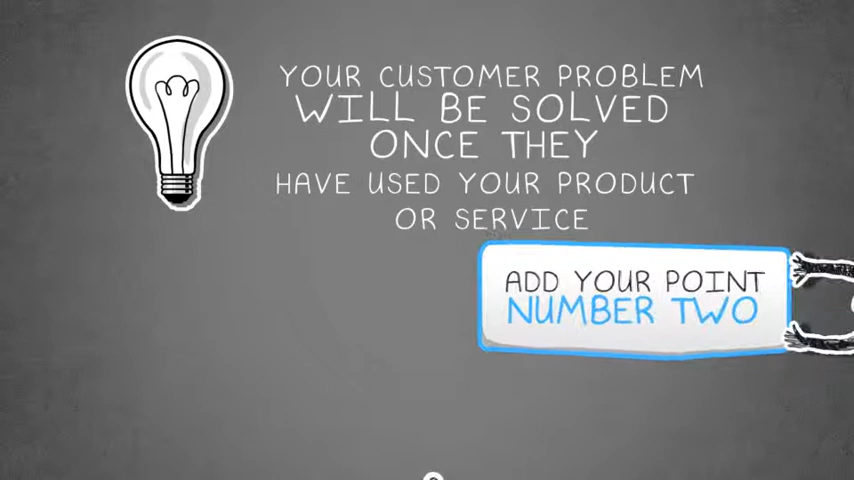 YOUR CUSTOMER PROBLEM
WILL BE SOLVED
ONCE THEY
HAVE USED YOUR PRODUCT
OR SERVICE
ADD YOUR POINT
NUMBER TWO